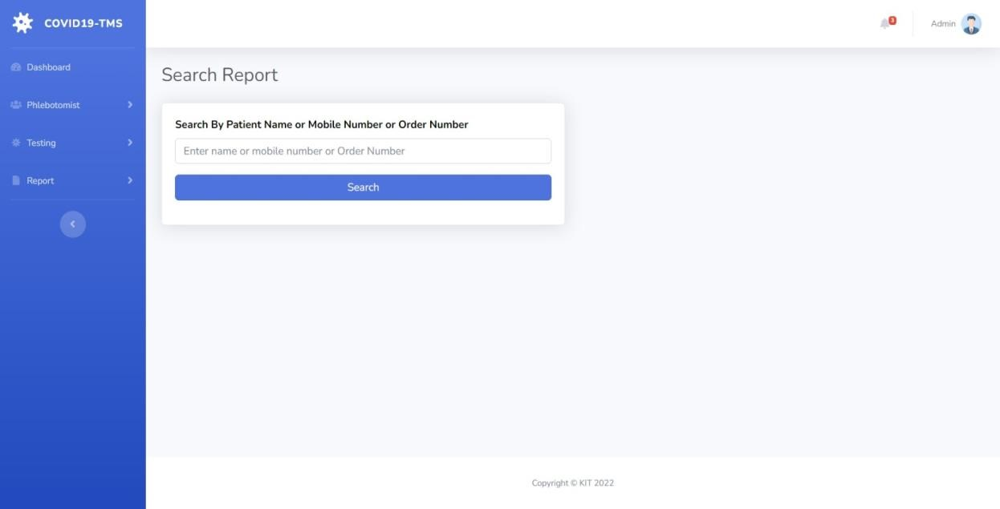 COVID19-TMS
3
Admin
Dashboard
Phlebotomist
Testing
Report
Search Report
Search By Patient Name or Mobile Number or Order Number
Enter name or mobile number or Order Number
Search
Copyright © KIT 2022